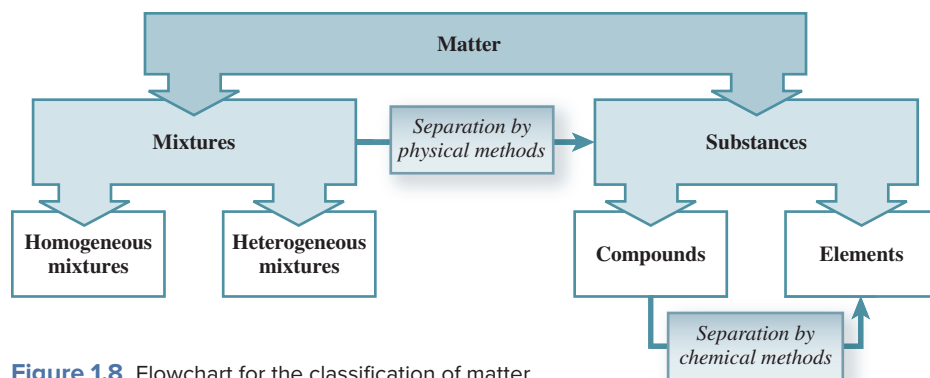 Matter
Mixtures
Separation by
physical methods
Substances
Homogeneous
mixtures
Heterogeneous
mixtures
Compounds
Elements
Separation by
chemical methods
Figure 1.8 Flowchart for the classification of matter